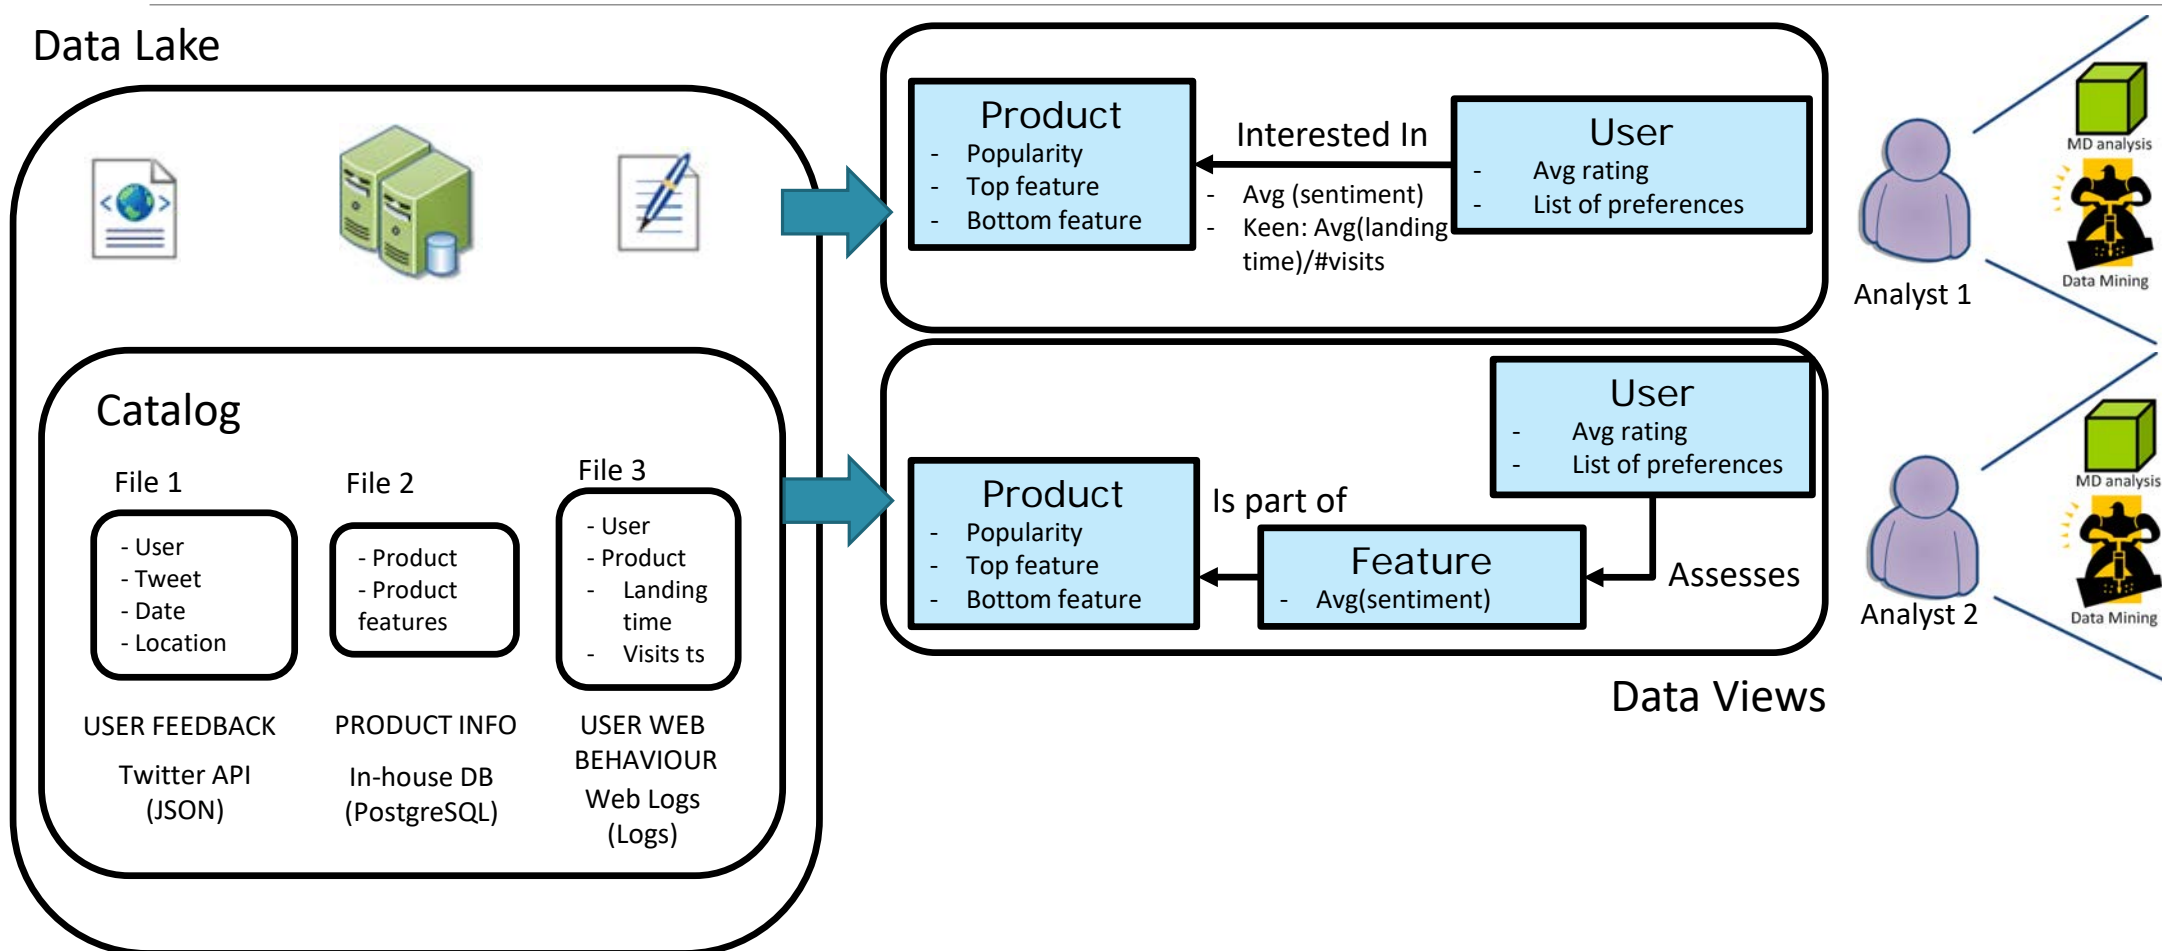 Data Lake
Catalog
File 1
- User
- Tweet
- Date
- Location
USER FEEDBACK
Twitter API
(JSON)
File 2
- Product
- Product
features
PRODUCT INFO
In-house DB
(PostgreSQL)
File 3
- User
- Product
- Landing
time
- Visits ts
USER WEB
BEHAVIOUR
Web Logs
(Logs)
Product
- Popularity
- Top feature
- Bottom feature
Interested In
- Avg (sentiment)
- Keen: Avg(landing
time)/#visits
User
- Avg rating
- List of preferences
Analyst 1
MD analysis
Data Mining
Product
- Popularity
- Top feature
- Bottom feature
Is part of
Feature
- Avg(sentiment)
User
- Avg rating
- List of preferences
Assesses
Analyst 2
MD analysis
Data Mining
Data Views